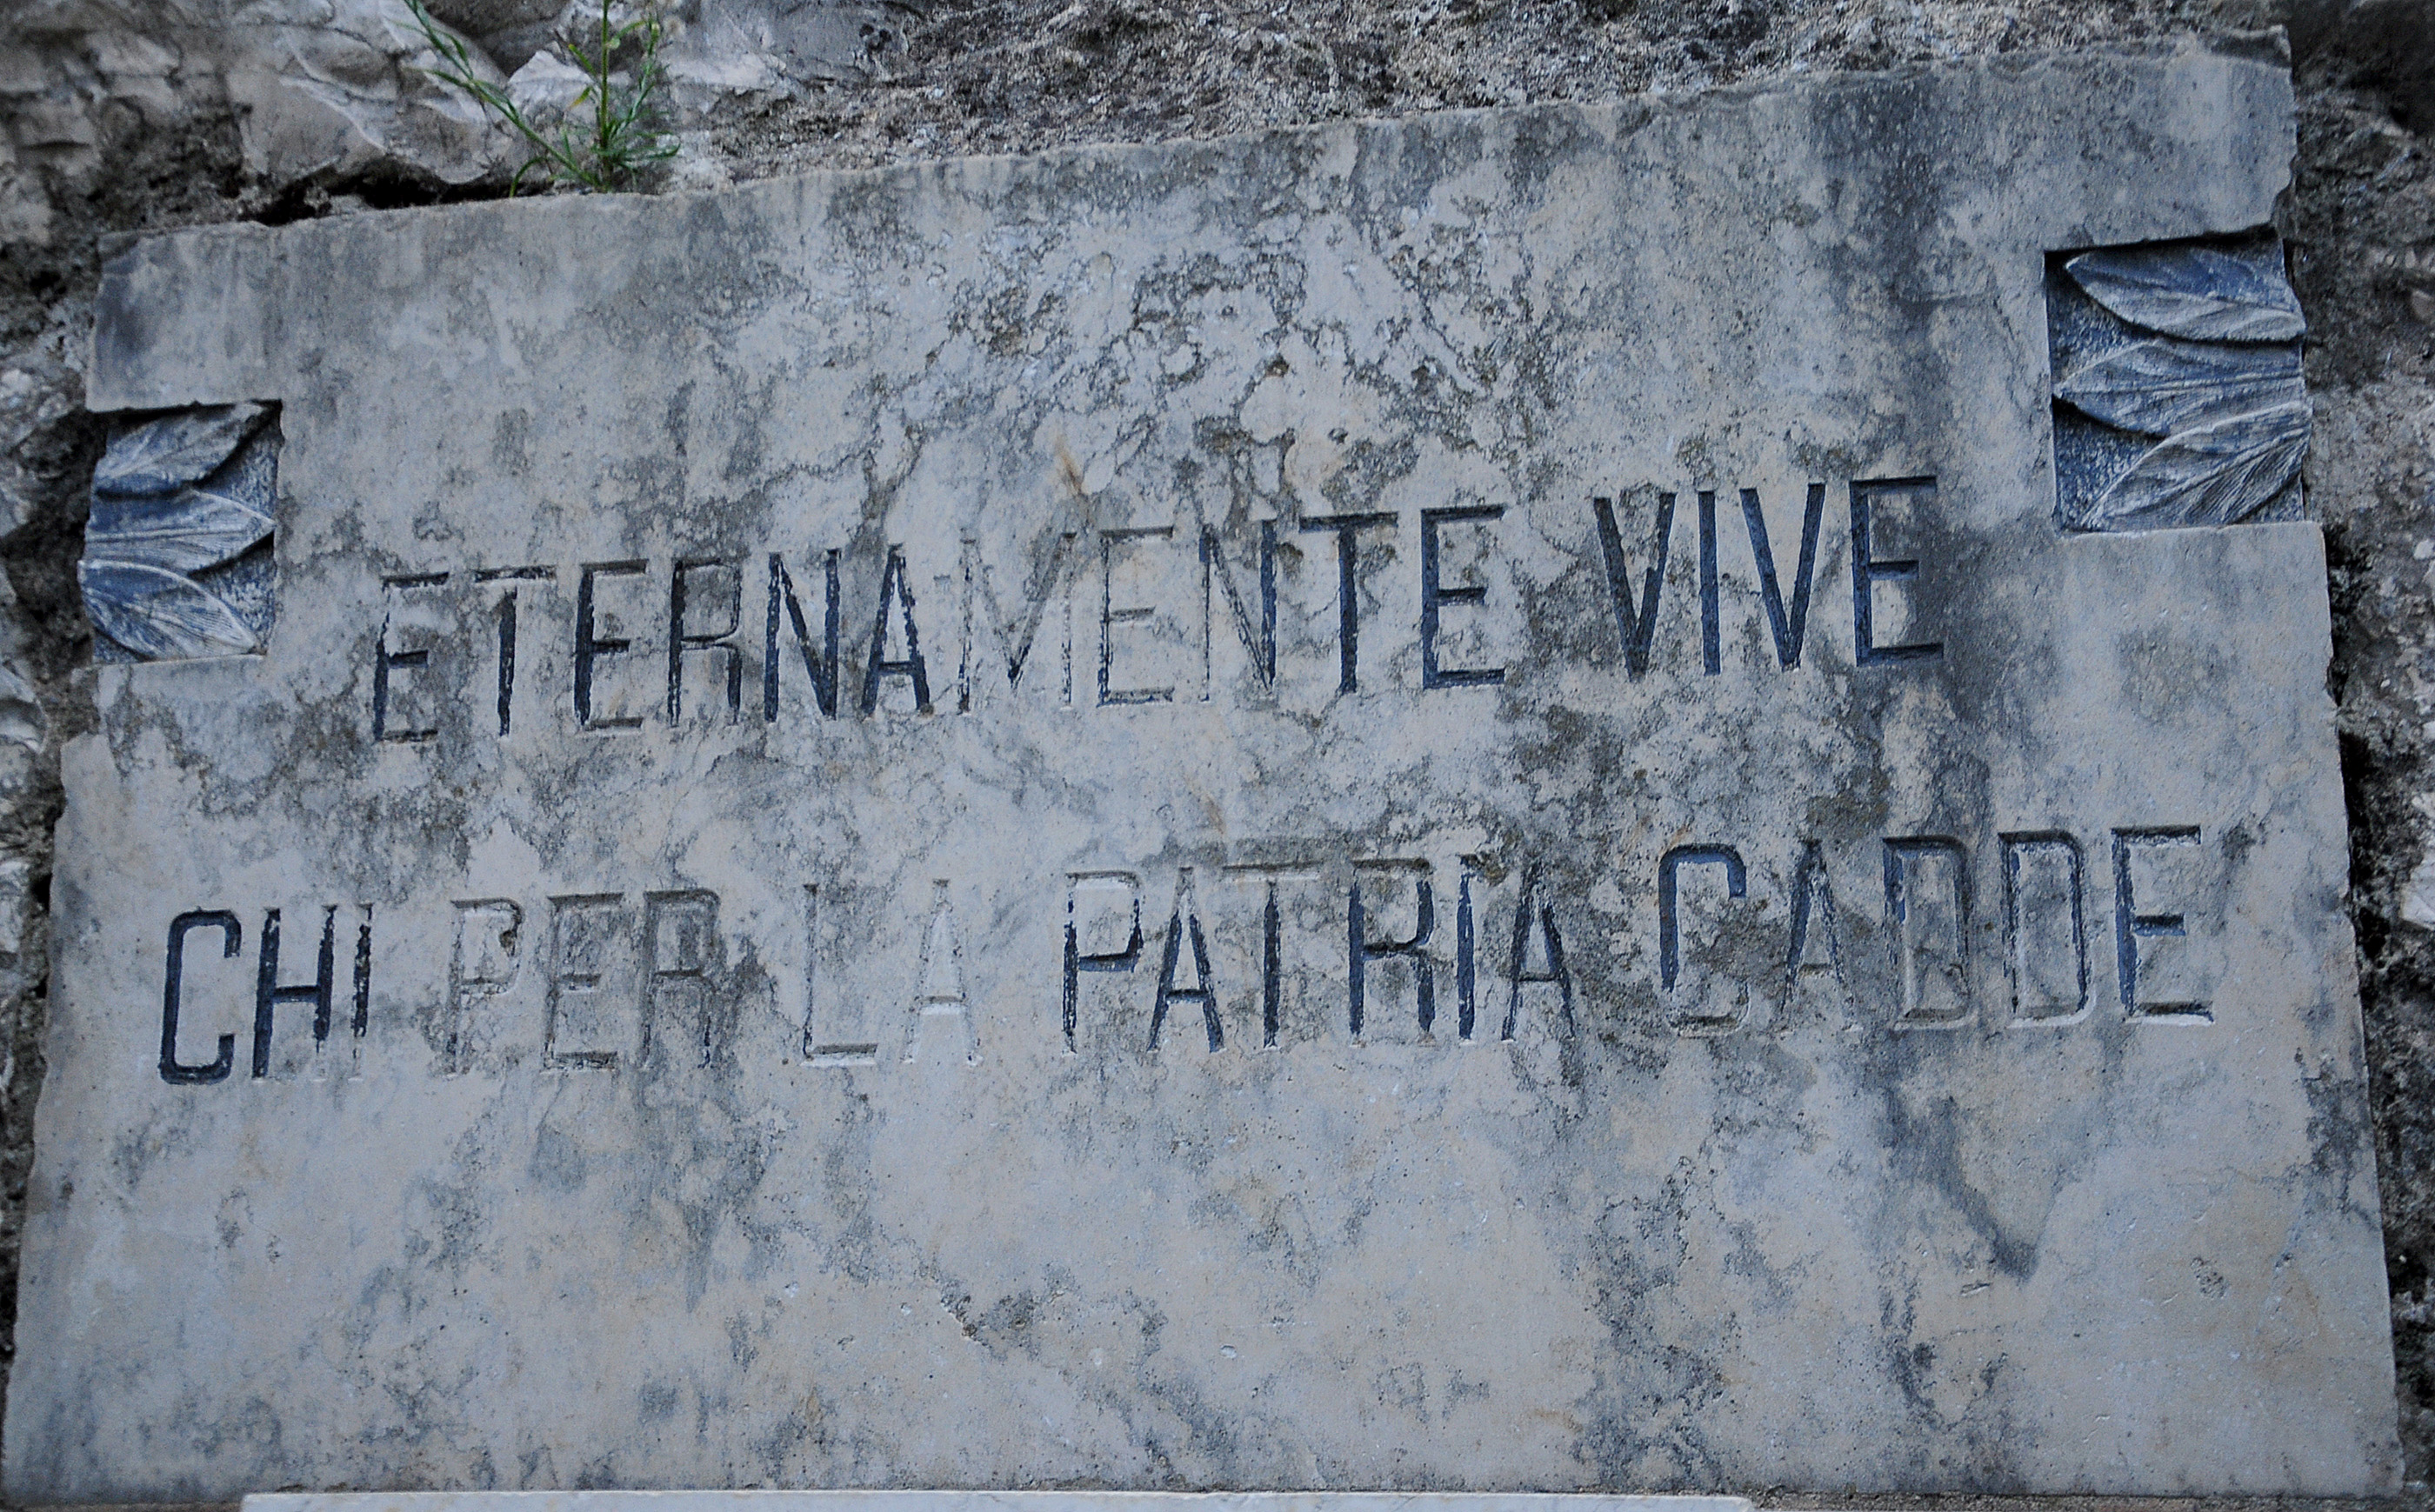 ETERNAMENTE VIVE
CHI PER LA PATRIA CADDE